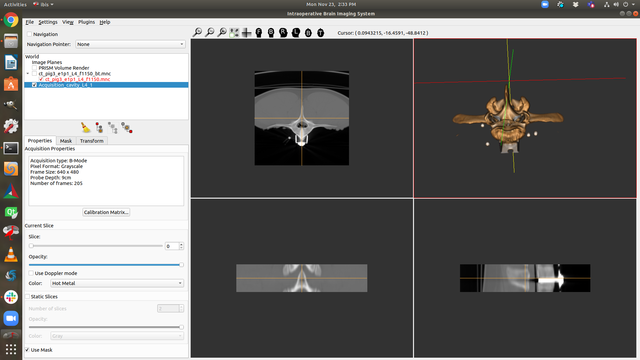 Activities
ibis
Mon Nov 23, 3:33 PM
Intraoperative Brain Imaging System
File Settings View Plugins Help
Navigation
Navigation Pointer: None
Cursor: ( 0.0943215, -16.4591, -48.8412 )
World
Image Planes
PRISM Volume Render
ct_pig3_e1p1_L4_f1150_bt.mnc
ct_pig3_e1p1_L4_f1150.mnc
Acquisition_cavity_L4_1
Properties Mask Transform
Acquisition Properties
Acquisition type: B-Mode
Pixel Format: Grayscale
Frame Size: 640 x 480
Probe Depth: 9cm
Number of frames: 205
Calibration Matrix...
Current Slice
Slice:
0
Opacity:
Use Doppler mode
Color: Hot Metal
Static Slices
Number of slices
Opacity:
Color: Gray
Use Mask